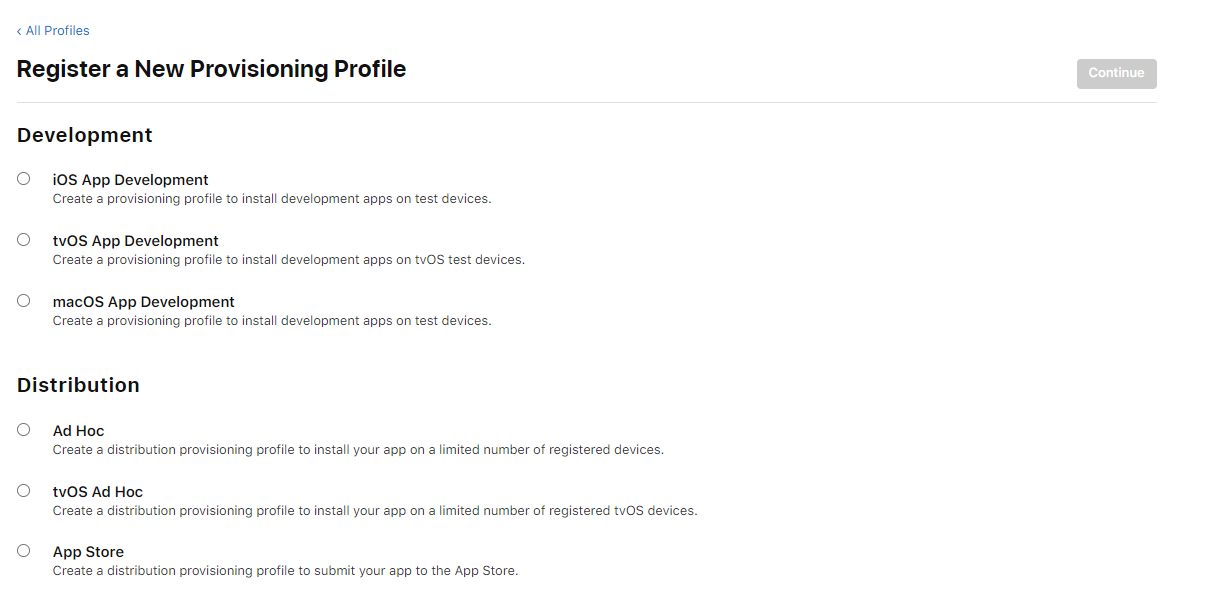 ‹ All Profiles
Register a New Provisioning Profile
Continue
Development
iOS App Development
Create a provisioning profile to install development apps on test devices.
tvOS App Development
Create a provisioning profile to install development apps on tvOS test devices.
macOS App Development
Create a provisioning profile to install development apps on test devices.
Distribution
Ad Hoc
Create a distribution provisioning profile to install your app on a limited number of registered devices.
tvOS Ad Hoc
Create a distribution provisioning profile to install your app on a limited number of registered tvOS devices.
App Store
Create a distribution provisioning profile to submit your app to the App Store.